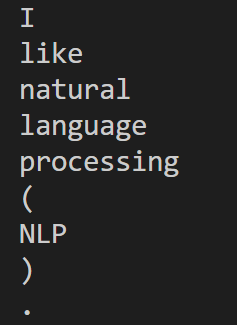 I
like
natural
language
processing
(
NLP
)
.